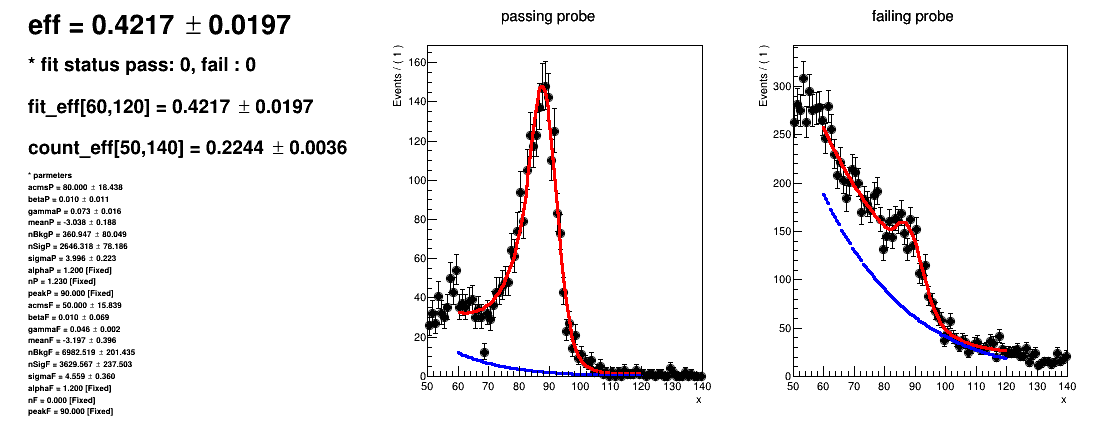 eff = 0.4217 ± 0.0197
* fit status pass: 0, fail : 0
fit_eff[60,120] = 0.4217 ± 0.0197
count_eff[50,140] = 0.2244 ± 0.0036
* parmeters
acmsP = 80.000 ± 18.438
betaP = 0.010 ± 0.011
gammaP = 0.073 ± 0.016
meanP = -3.038 ± 0.188
nBkgP = 360.947 ± 80.049
nSigP = 2646.318 ± 78.186
sigmaP = 3.996 ± 0.223
alphaP = 1.200 [Fixed]
nP = 1.230 [Fixed]
peakP = 90.000 [Fixed]
acmsF = 50.000 ± 15.839
betaF = 0.010 ± 0.069
gammaF = 0.046 ± 0.002
meanF = -3.197 ± 0.396
nBkgF = 6982.519 ± 201.435
nSigF = 3629.567 ± 237.503
sigmaF = 4.559 ± 0.360
alphaF = 1.200 [Fixed]
nF = 0.000 [Fixed]
peakF = 90.000 [Fixed]
passing probe
Events / ( 1 )
160
140
120
100
80
60
40
20
0
50 60 70 80 90 100 110 120 130 140
x
failing probe
Events / ( 1 )
300
250
200
150
100
50
0
50 60 70 80 90 100 110 120 130 140
x